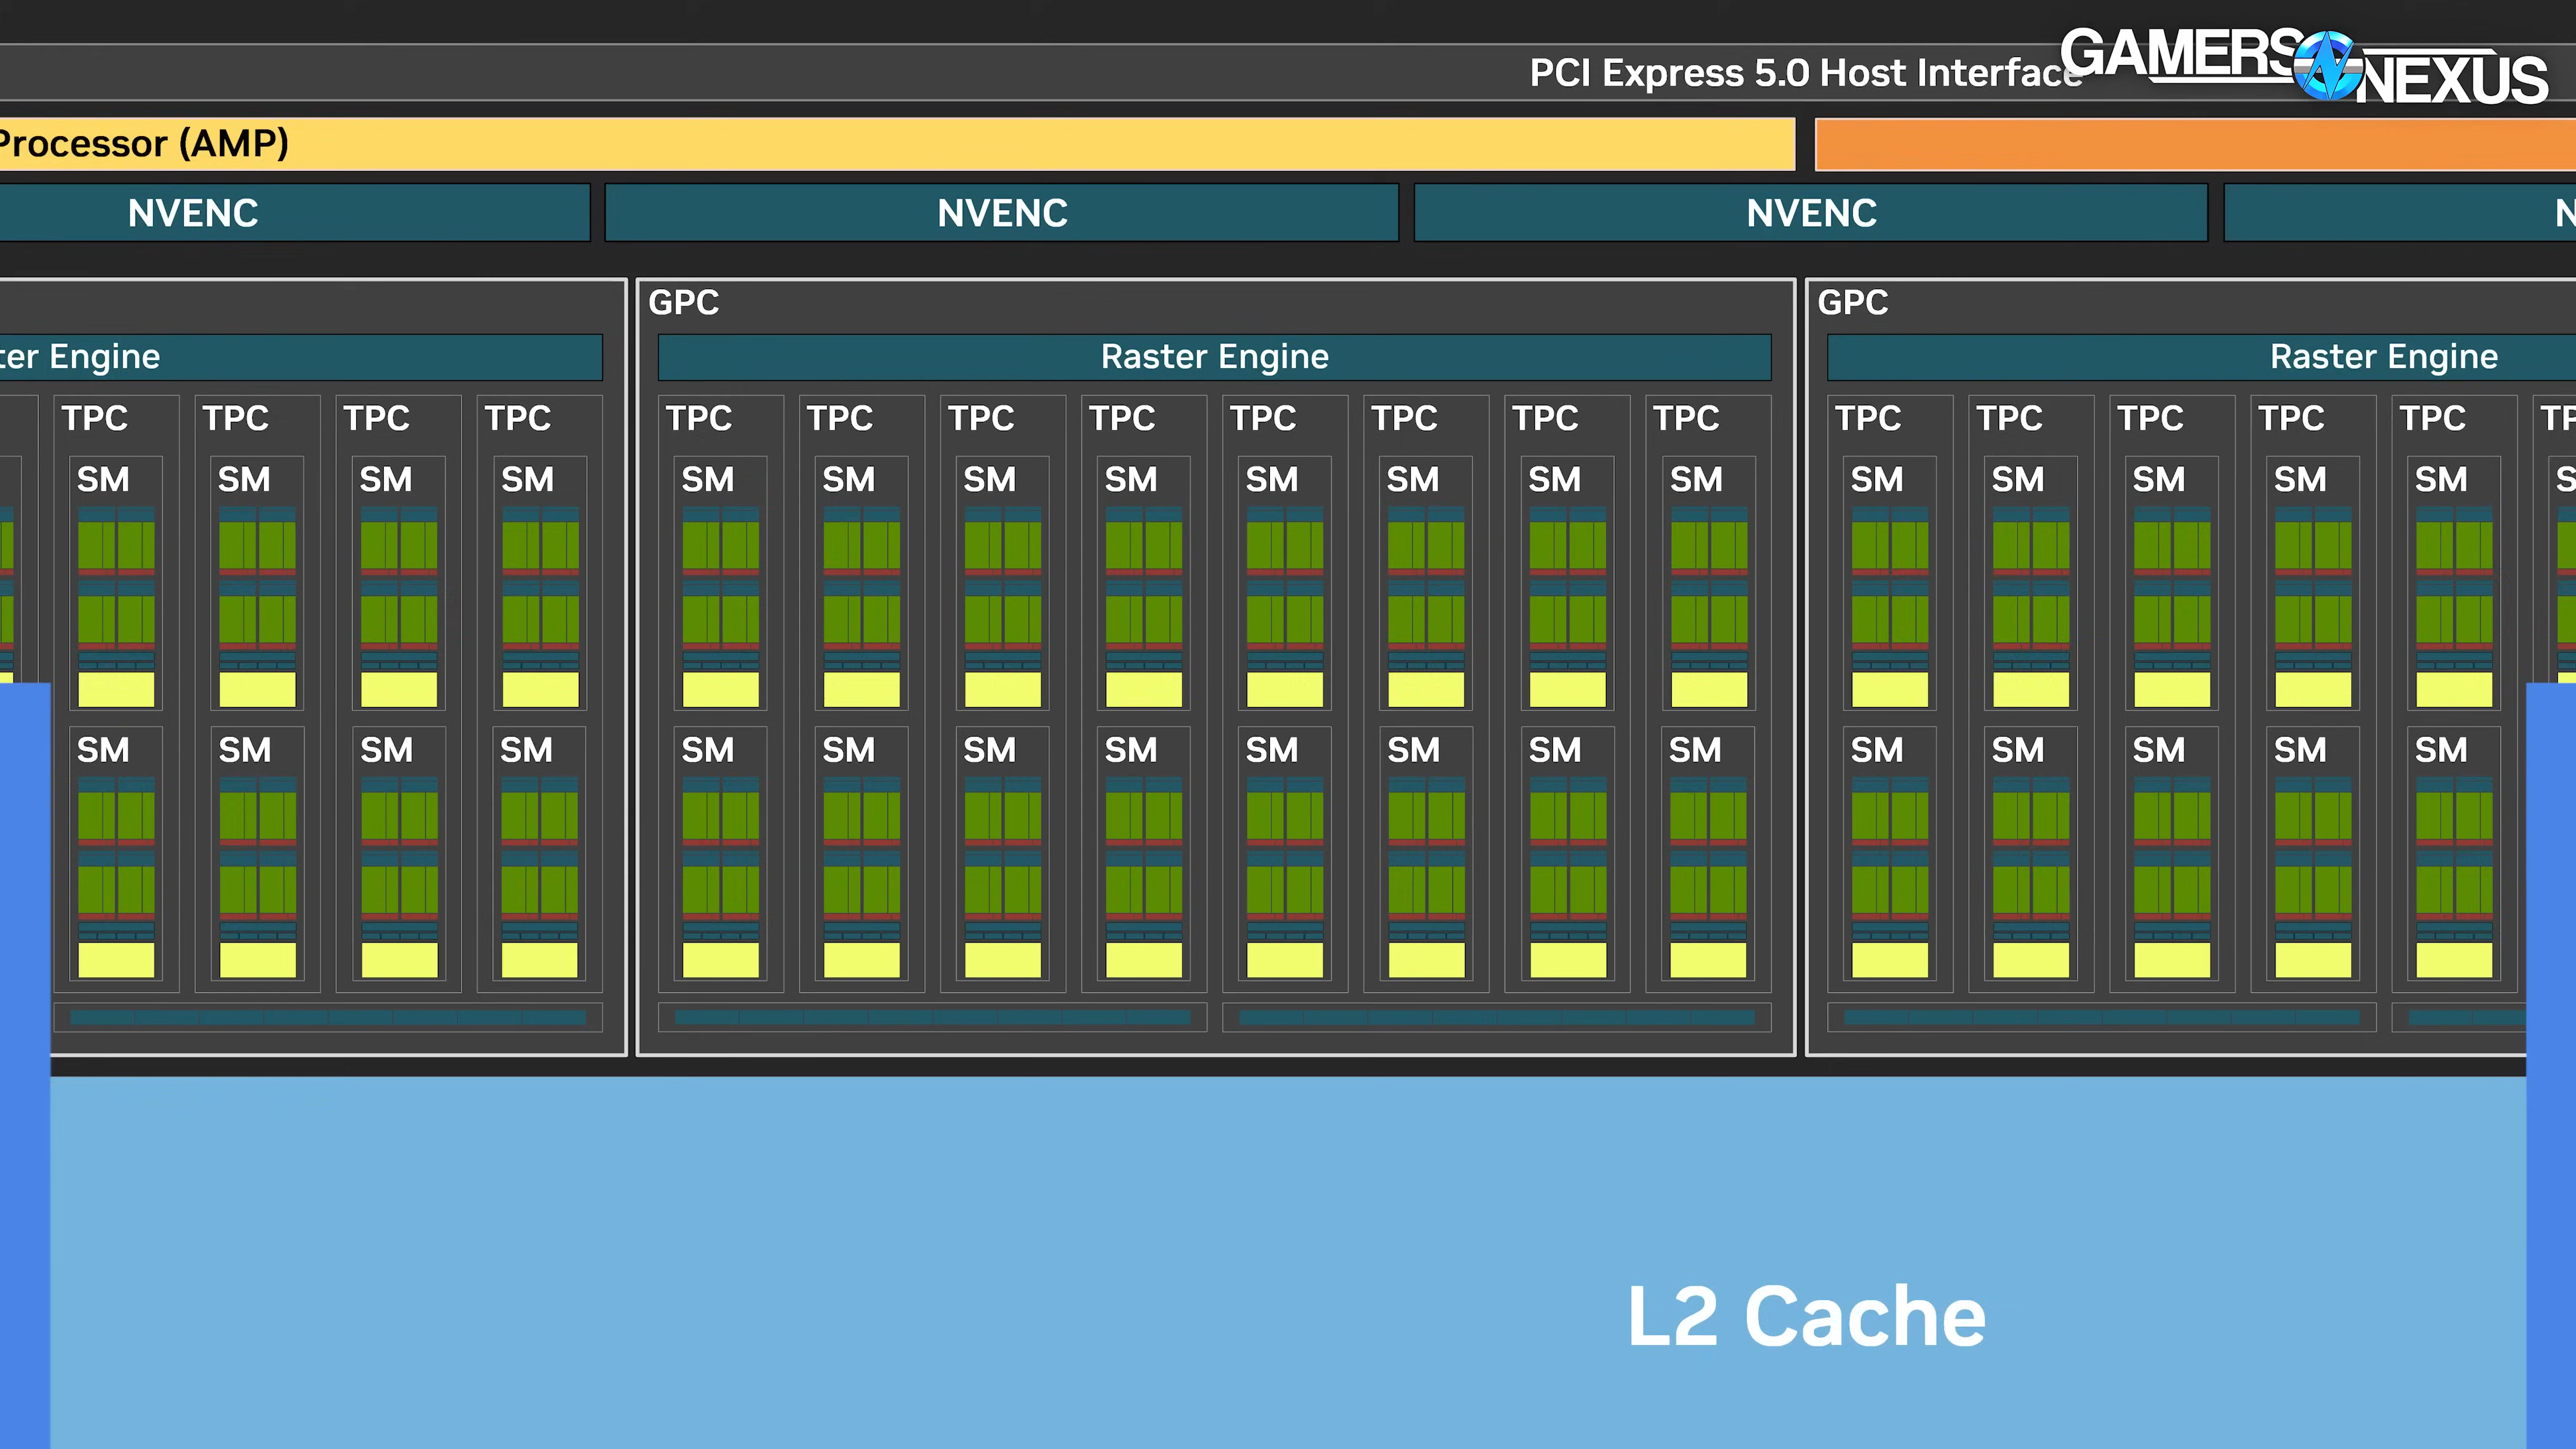 PCI Express 5.0 Host Interface
GAMERS NEXUS
Processor (AMP)
NVENC NVENC NVENC N
GPC GPC
ter Engine Raster Engine Raster Engine
TPC TPC TPC TPC TPC TPC TPC TPC TPC TPC TPC TPC TPC TPC TPC TPC TPC TP
SM SM SM SM SM SM SM SM SM SM SM SM SM SM SM SM SM S
SM SM SM SM SM SM SM SM SM SM SM SM SM SM SM SM SM
L2 Cache